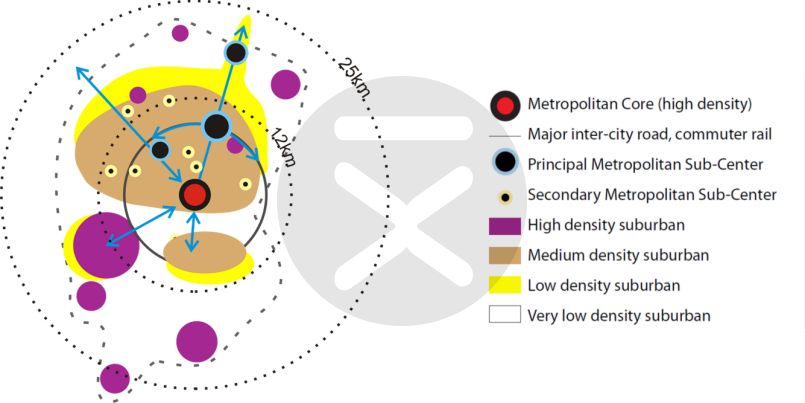 25km
12km
Metropolitan Core (high density)
Major inter-city road, commuter rail
Principal Metropolitan Sub-Center
Secondary Metropolitan Sub-Center
High density suburban
Medium density suburban
Low density suburban
Very low density suburban